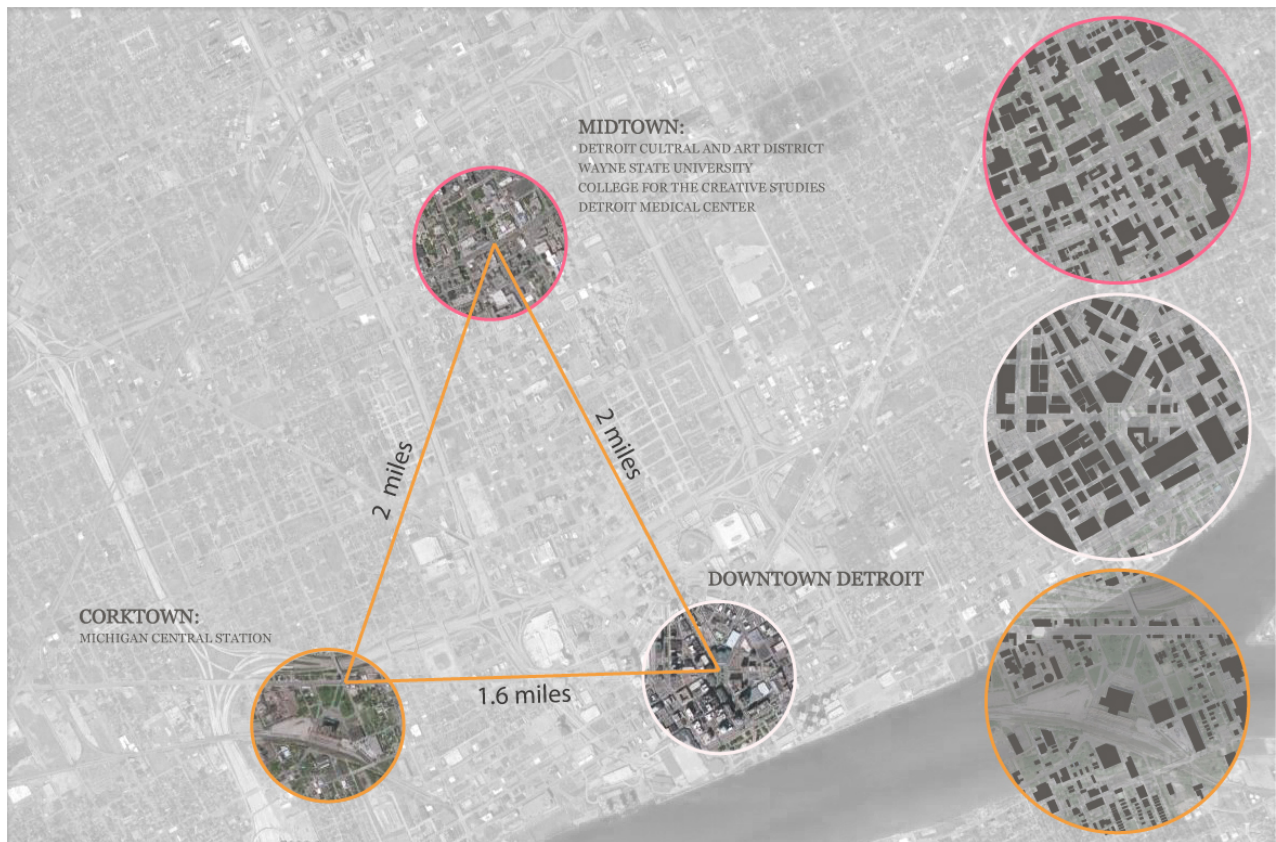 MIDTOWN:
DETROIT CULTRAL AND ART DISTRICT
WAYNE STATE UNIVERSITY
COLLEGE FOR THE CREATIVE STUDIES
DETROIT MEDICAL CENTER
2 miles
2 miles
DOWNTOWN DETROIT
CORKTOWN:
MICHIGAN CENTRAL STATION
1.6 miles